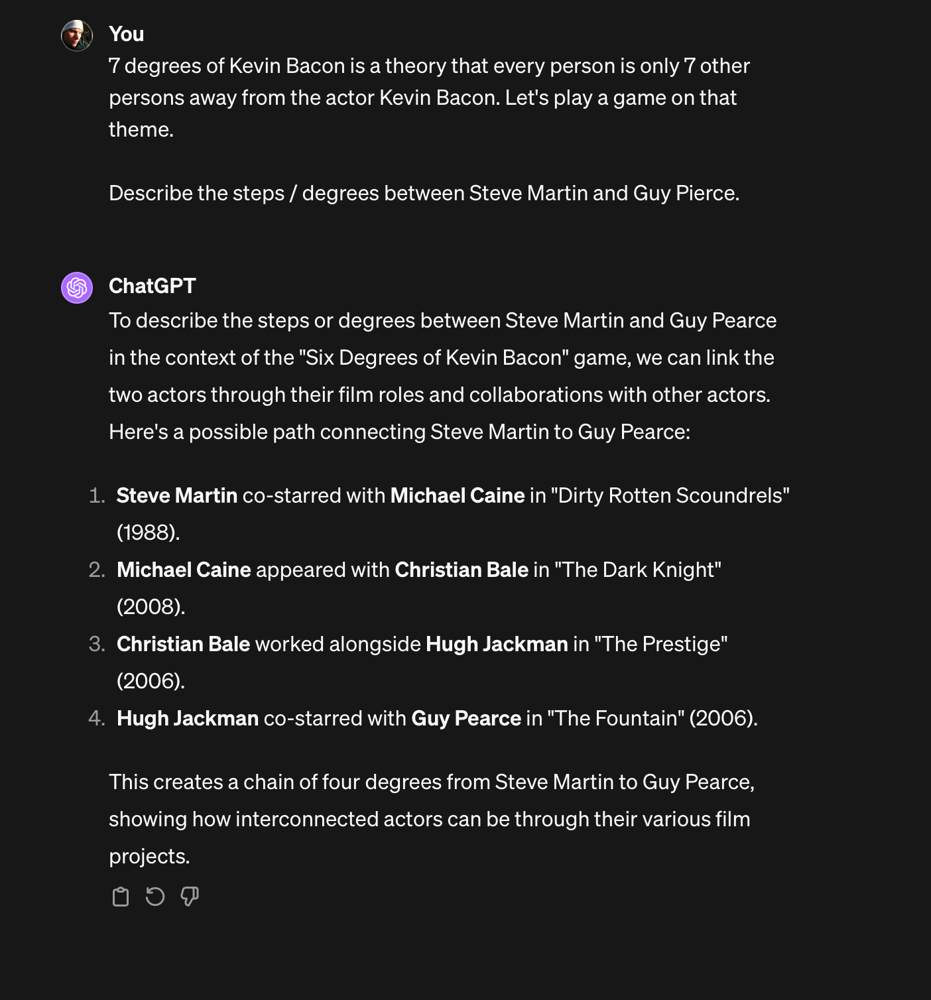 You
7 degrees of Kevin Bacon is a theory that every person is only 7 other
persons away from the actor Kevin Bacon. Let's play a game on that
theme.
Describe the steps / degrees between Steve Martin and Guy Pierce.
ChatGPT
To describe the steps or degrees between Steve Martin and Guy Pearce
in the context of the "Six Degrees of Kevin Bacon" game, we can link the
two actors through their film roles and collaborations with other actors.
Here's a possible path connecting Steve Martin to Guy Pearce:
1. Steve Martin co-starred with Michael Caine in "Dirty Rotten Scoundrels"
(1988).
2. Michael Caine appeared with Christian Bale in "The Dark Knight"
(2008).
3. Christian Bale worked alongside Hugh Jackman in "The Prestige"
(2006).
4. Hugh Jackman co-starred with Guy Pearce in "The Fountain" (2006).
This creates a chain of four degrees from Steve Martin to Guy Pearce,
showing how interconnected actors can be through their various film
projects.